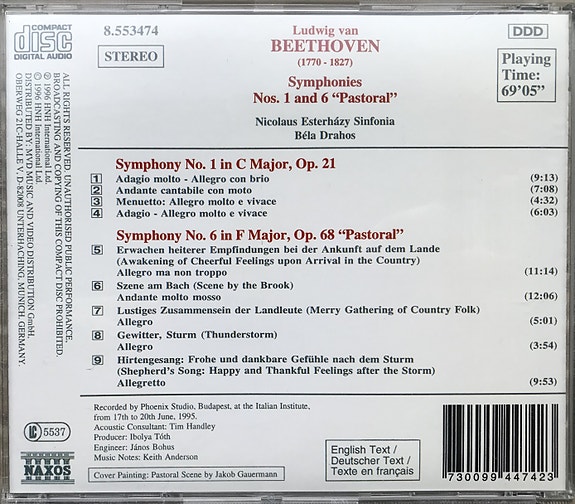 COMPACT
disc
DIGITAL AUDIO
8.553474
STEREO
Ludwig van
BEETHOVEN
(1770 - 1827)
DDD
Playing
Time:
69'05"
Symphonies
Nos. 1 and 6 “Pastoral”
Nicolaus Esterházy Sinfonia
Béla Drahos
Symphony No. 1 in C Major, Op. 21
1 Adagio molto - Allegro con brio (9:13)
2 Andante cantabile con moto (7:08)
3 Menuetto: Allegro molto e vivace (4:32)
4 Adagio - Allegro molto e vivace (6:03)
Symphony No. 6 in F Major, Op. 68 “Pastoral”
5 Erwachen heiterer Empfindungen bei der Ankunft auf dem Lande
(Awakening of Cheerful Feelings upon Arrival in the Country)
Allegro ma non troppo (11:14)
6 Szene am Bach (Scene by the Brook)
Andante molto mosso (12:06)
7 Lustiges Zusammensein der Landleute (Merry Gathering of Country Folk)
Allegro (5:01)
8 Gewitter, Sturm (Thunderstorm)
Allegro (3:54)
9 Hirtengesang: Frohe und dankbare Gefühle nach dem Sturm
(Shepherd's Song: Happy and Thankful Feelings after the Storm)
Allegretto (9:53)
Recorded by Phoenix Studio, Budapest, at the Italian Institute,
from 17th to 20th June, 1995.
Acoustic Consultant: Tim Handley
Producer: Ibolya Tóth
Engineer: János Bohus
Music Notes: Keith Anderson
Cover Painting: Pastoral Scene by Jakob Gauermann
English Text /
Deutscher Text /
Texte en français
7 30099 44742 3
ALL RIGHTS RESERVED. UNAUTHORISED PUBLIC PERFORMANCE,
BROADCASTING AND COPYING OF THIS COMPACT DISC PROHIBITED.
℗ 1996 HNH International Ltd.
© 1996 HNH International Ltd.
DISTRIBUTED BY: MVD MUSIC AND VIDEO DISTRIBUTION GmbH,
OBERWEG 21C-HALLE V, D-82008 UNTERHACHING, MUNICH, GERMANY.
LC 5537
NAXOS